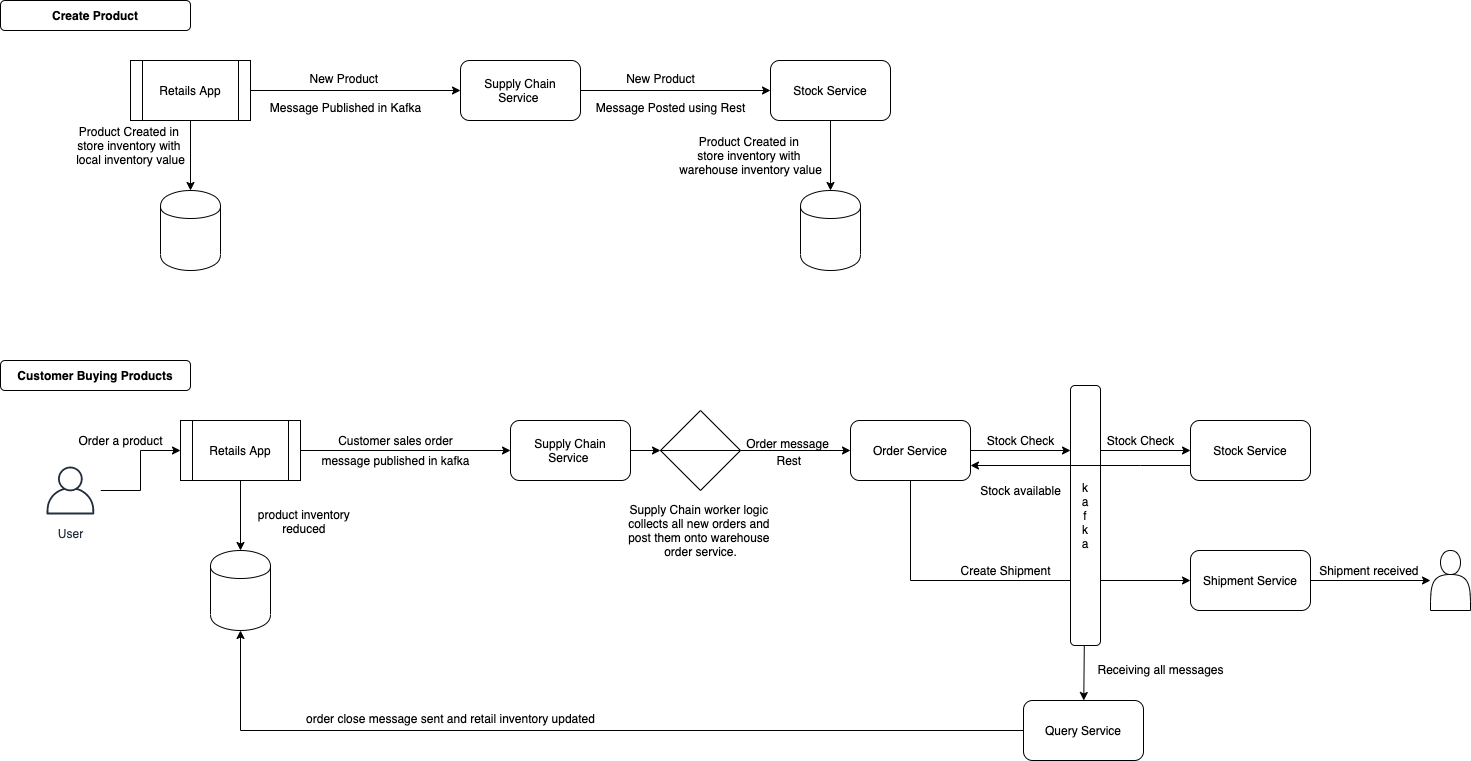 Create Product
Retails App
New Product
Message Published in Kafka
Supply Chain
Service
New Product
Message Posted using Rest
Stock Service
Product Created in
store inventory with
local inventory value
Product Created in
store inventory with
warehouse inventory value
Customer Buying Products
Order a product
User
Retails App
Customer sales order
message published in kafka
Supply Chain
Service
Order message
Rest
Order Service
Stock Check
Stock Check
Stock Service
Stock available
k
a
f
k
a
product inventory
reduced
Supply Chain worker logic
collects all new orders and
post them onto warehouse
order service.
Create Shipment
Shipment Service
Shipment received
Receiving all messages
order close message sent and retail inventory updated
Query Service